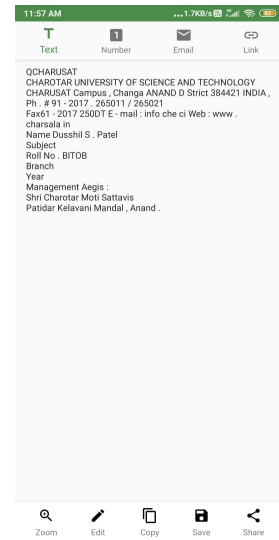 11:57 AM
...1.7KB/s
82
T
Text
1
Number
Email
Link
QCHARUSAT
CHAROTAR UNIVERSITY OF SCIENCE AND TECHNOLOGY
CHARUSAT Campus , Changa ANAND D Strict 384421 INDIA ,
Ph . # 91 - 2017 . 265011 / 265021
Fax61 - 2017 250DT E - mail : info che ci Web : www .
charsala in
Name Dusshil S . Patel
Subject
Roll No . BITOB
Branch
Year
Management Aegis :
Shri Charotar Moti Sattavis
Patidar Kelavani Mandal , Anand .
Zoom
Edit
Copy
Save
Share